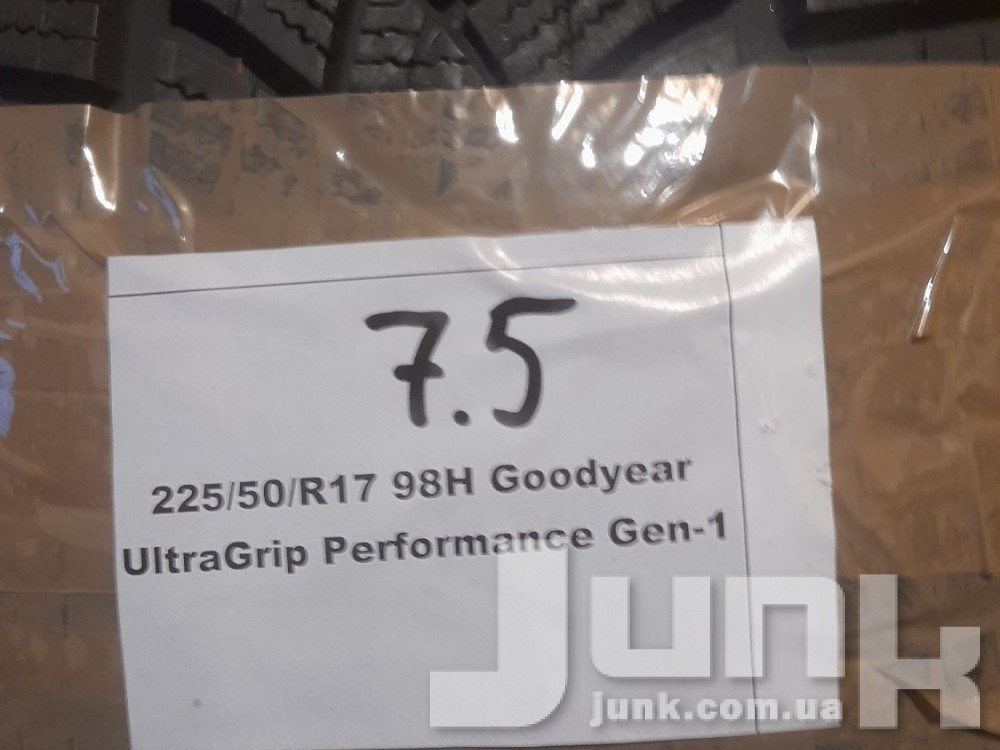 7.5
225/50/R17 98H Goodyear
UltraGrip Performance Gen-1
Junk
junk.com.ua